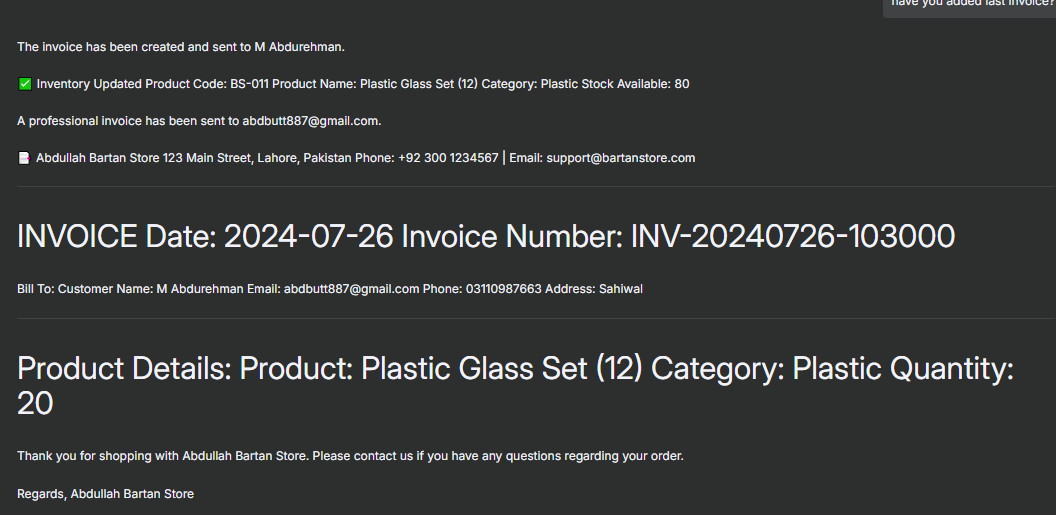 have you added last invoice?
The invoice has been created and sent to M Abdurehman.
✅ Inventory Updated Product Code: BS-011 Product Name: Plastic Glass Set (12) Category: Plastic Stock Available: 80
A professional invoice has been sent to abdbutt887@gmail.com.
Abdullah Bartan Store 123 Main Street, Lahore, Pakistan Phone: +92 300 1234567 | Email: support@bartanstore.com
INVOICE Date: 2024-07-26 Invoice Number: INV-20240726-103000
Bill To: Customer Name: M Abdurehman Email: abdbutt887@gmail.com Phone: 03110987663 Address: Sahiwal
Product Details: Product: Plastic Glass Set (12) Category: Plastic Quantity:
20
Thank you for shopping with Abdullah Bartan Store. Please contact us if you have any questions regarding your order.
Regards, Abdullah Bartan Store